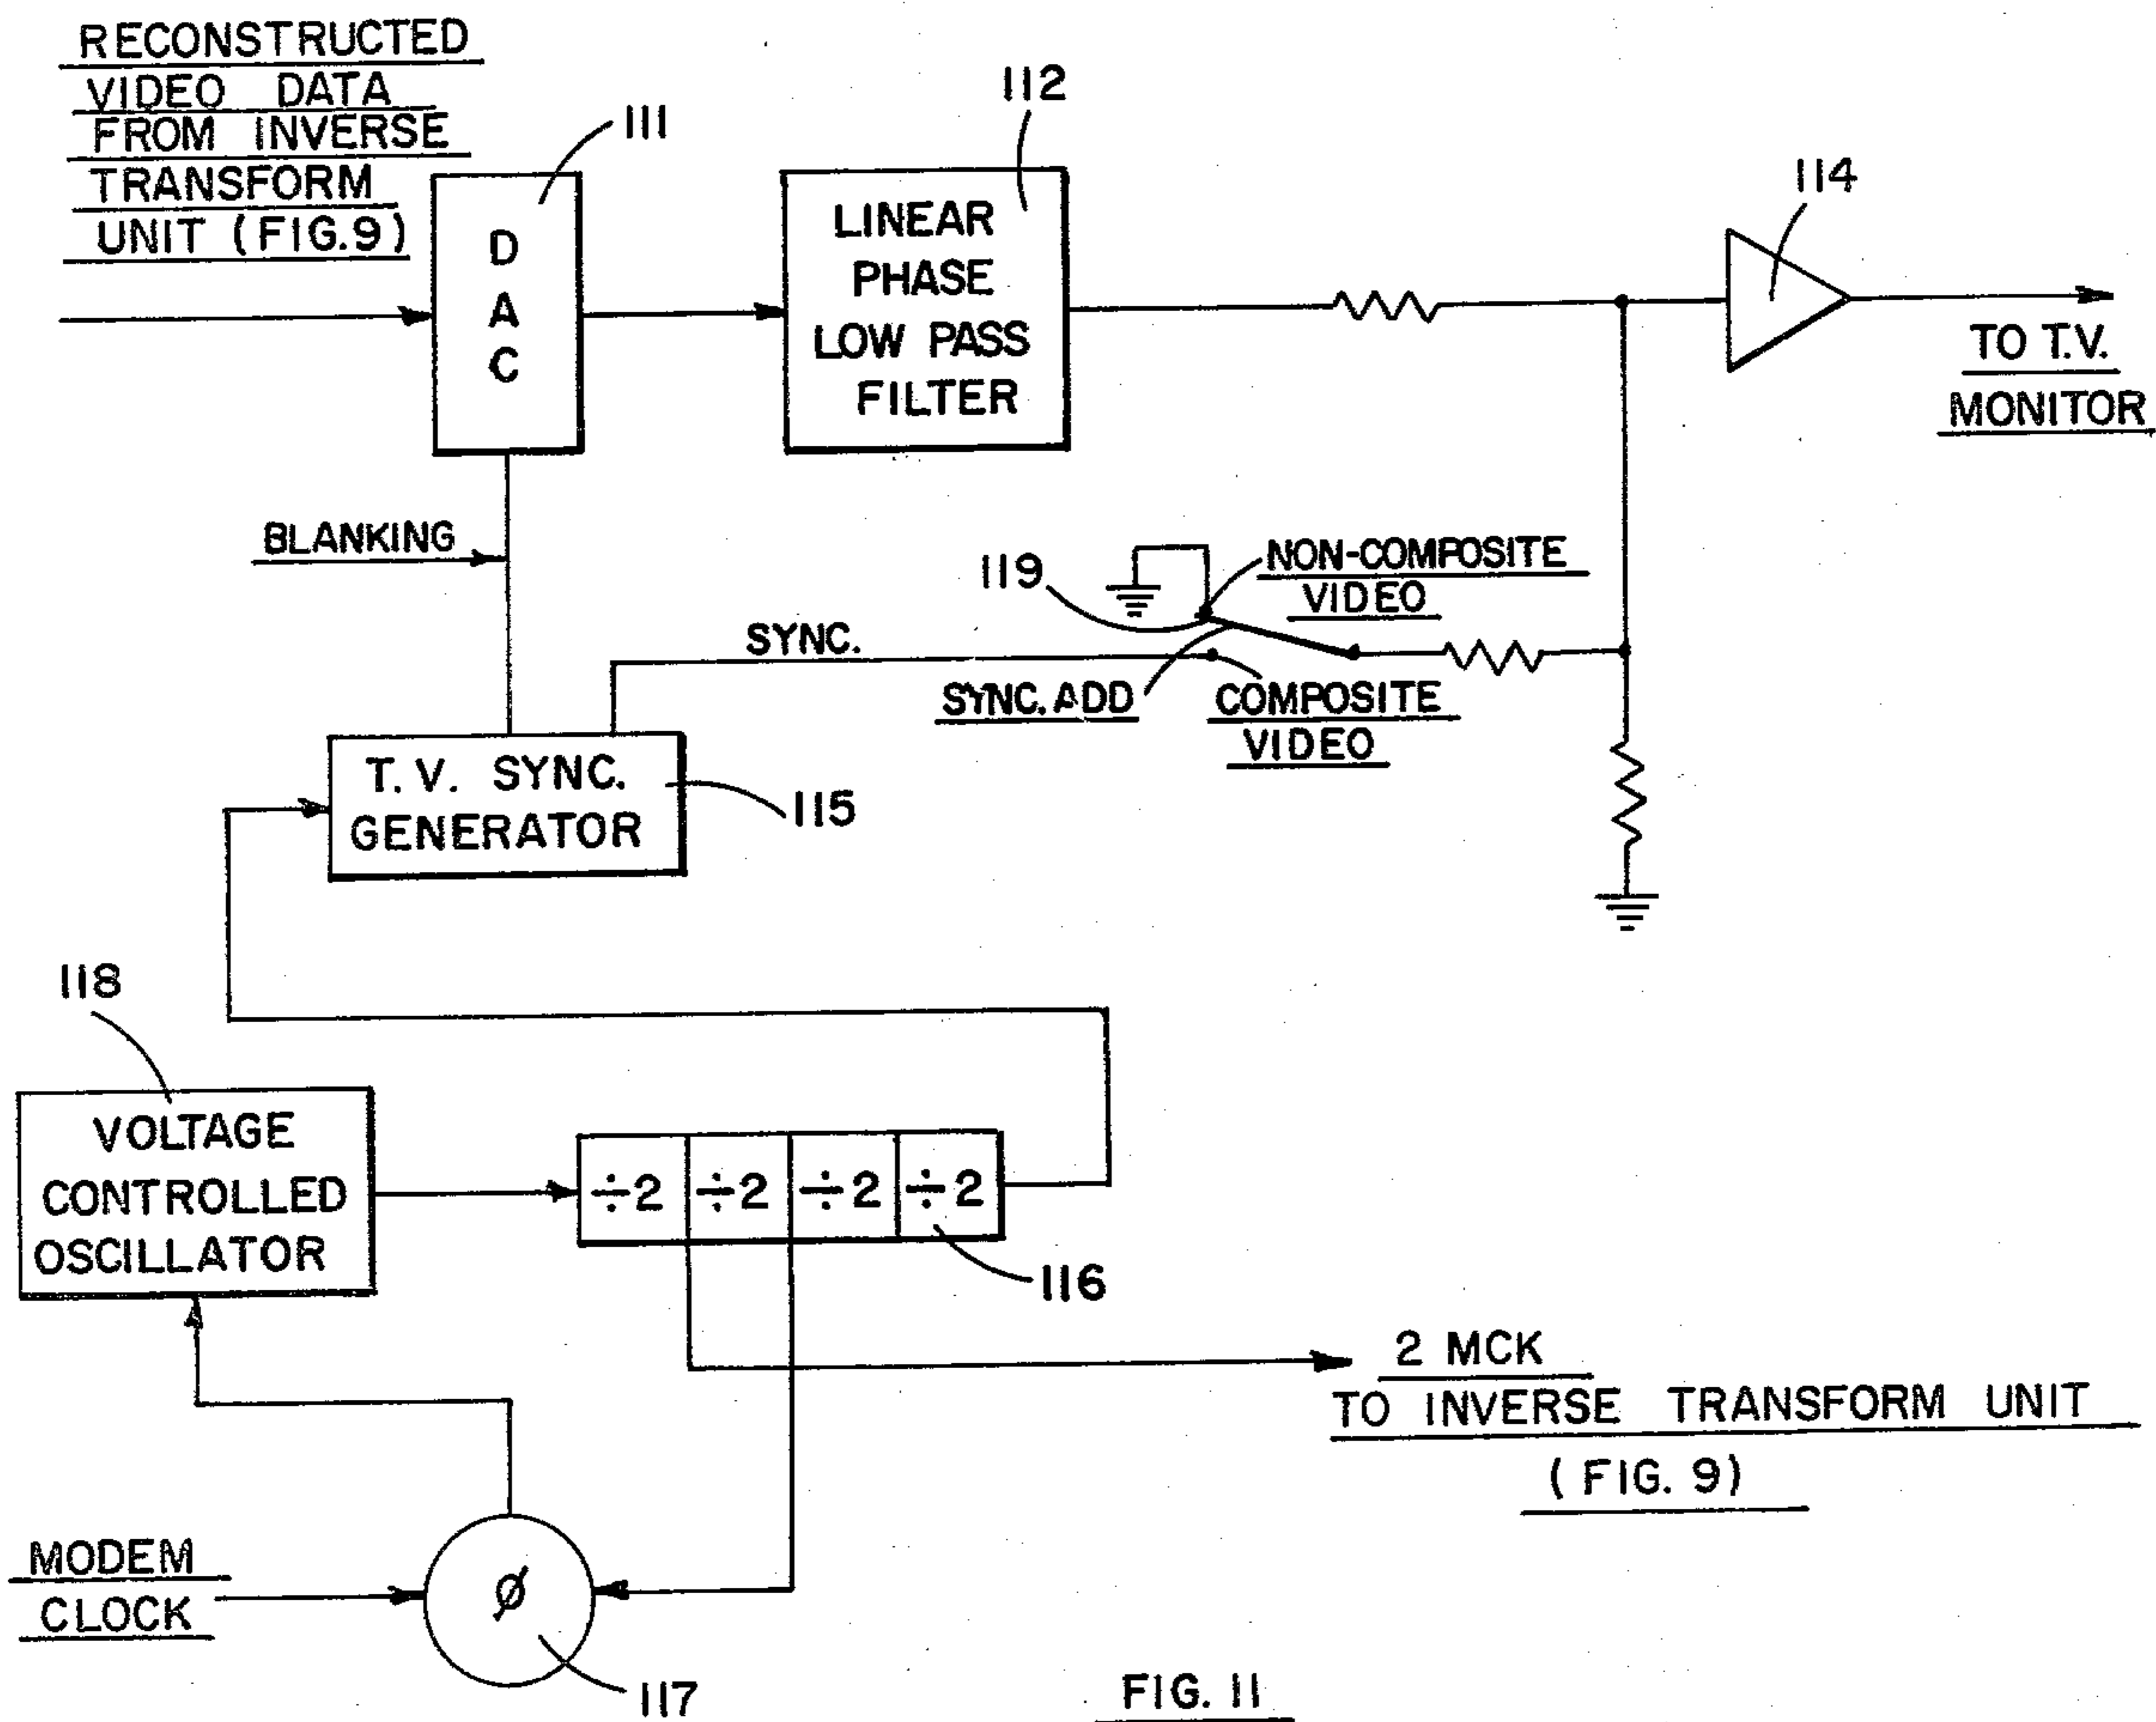 RECONSTRUCTED
VIDEO DATA
FROM INVERSE
TRANSFORM
UNIT (FIG.9)
111
112
114
D
A
C
LINEAR
PHASE
LOW PASS
FILTER
TO T.V.
MONITOR
BLANKING
119
NON-COMPOSITE
VIDEO
SYNC.
SYNC. ADD
COMPOSITE
VIDEO
T. V. SYNC.
GENERATOR
115
118
VOLTAGE
CONTROLLED
OSCILLATOR
÷2 ÷2 ÷2 ÷2
116
2 MCK
TO INVERSE TRANSFORM UNIT
(FIG. 9)
MODEM
CLOCK
Ø
117
FIG. 11